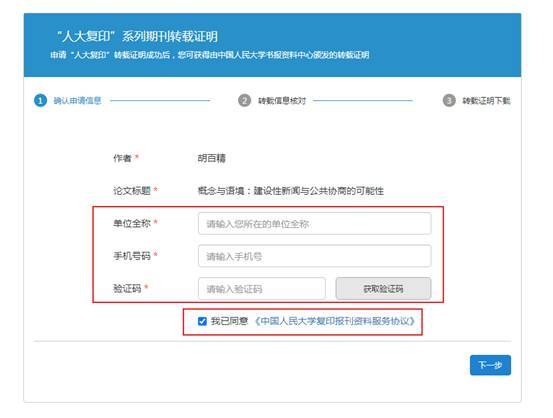 “人大复印”系列期刊转载证明
申请“人大复印”转载证明成功后，您可获得由中国人民大学书报资料中心颁发的转载证明
1 确认申请信息 2 转载信息核对 3 转载证明下载
作者 * 胡百精
论文标题 * 概念与语境：建设性新闻与公共协商的可能性
单位全称 * 请输入您所在的单位全称
手机号码 * 请输入手机号
验证码 * 请输入验证码 获取验证码
我已同意 《中国人民大学复印报刊资料服务协议》
下一步